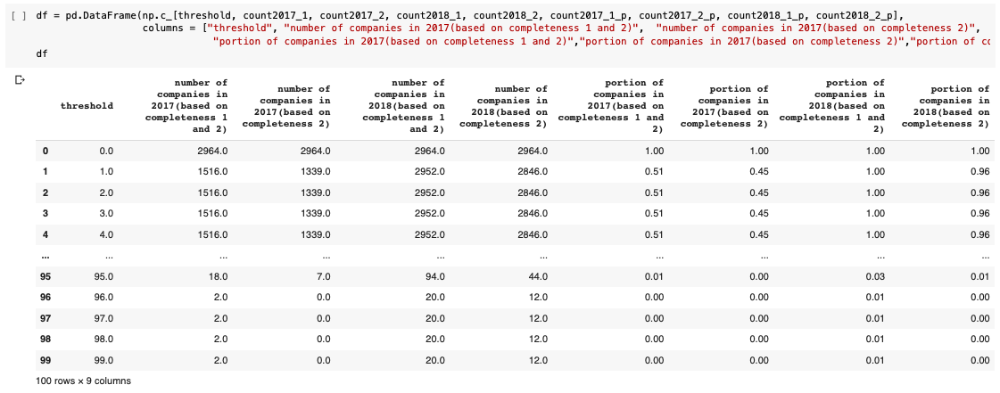 [ ] df = pd.DataFrame(np.c_[threshold, count2017_1, count2017_2, count2018_1, count2018_2, count2017_1_p, count2017_2_p, count2018_1_p, count2018_2_p],
columns = ["threshold", "number of companies in 2017(based on completeness 1 and 2)", "number of companies in 2017(based on completeness 2)",
"portion of companies in 2017(based on completeness 1 and 2)","portion of companies in 2017(based on completeness 2)","portion of
df
threshold number of companies in 2017(based on completeness 1 and 2) number of companies in 2017(based on completeness 2) number of companies in 2018(based on completeness 1 and 2) number of companies in 2018(based on completeness 2) portion of companies in 2017(based on completeness 1 and 2) portion of companies in 2017(based on completeness 2) portion of companies in 2018(based on completeness 1 and 2) portion of companies in 2018(based on completeness 2)
0 0.0 2964.0 2964.0 2964.0 2964.0 1.00 1.00 1.00 1.00
1 1.0 1516.0 1339.0 2952.0 2846.0 0.51 0.45 1.00 0.96
2 2.0 1516.0 1339.0 2952.0 2846.0 0.51 0.45 1.00 0.96
3 3.0 1516.0 1339.0 2952.0 2846.0 0.51 0.45 1.00 0.96
4 4.0 1516.0 1339.0 2952.0 2846.0 0.51 0.45 1.00 0.96
... ... ... ... ... ... ... ... ... ...
95 95.0 18.0 7.0 94.0 44.0 0.01 0.00 0.03 0.01
96 96.0 2.0 0.0 20.0 12.0 0.00 0.00 0.01 0.00
97 97.0 2.0 0.0 20.0 12.0 0.00 0.00 0.01 0.00
98 98.0 2.0 0.0 20.0 12.0 0.00 0.00 0.01 0.00
99 99.0 2.0 0.0 20.0 12.0 0.00 0.00 0.01 0.00
100 rows × 9 columns